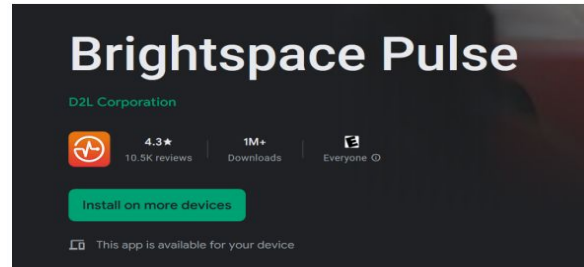 Brightspace Pulse
D2L Corporation
4.3★ 1M+ E
10.5K reviews Downloads Everyone ⓘ
Install on more devices
This app is available for your device